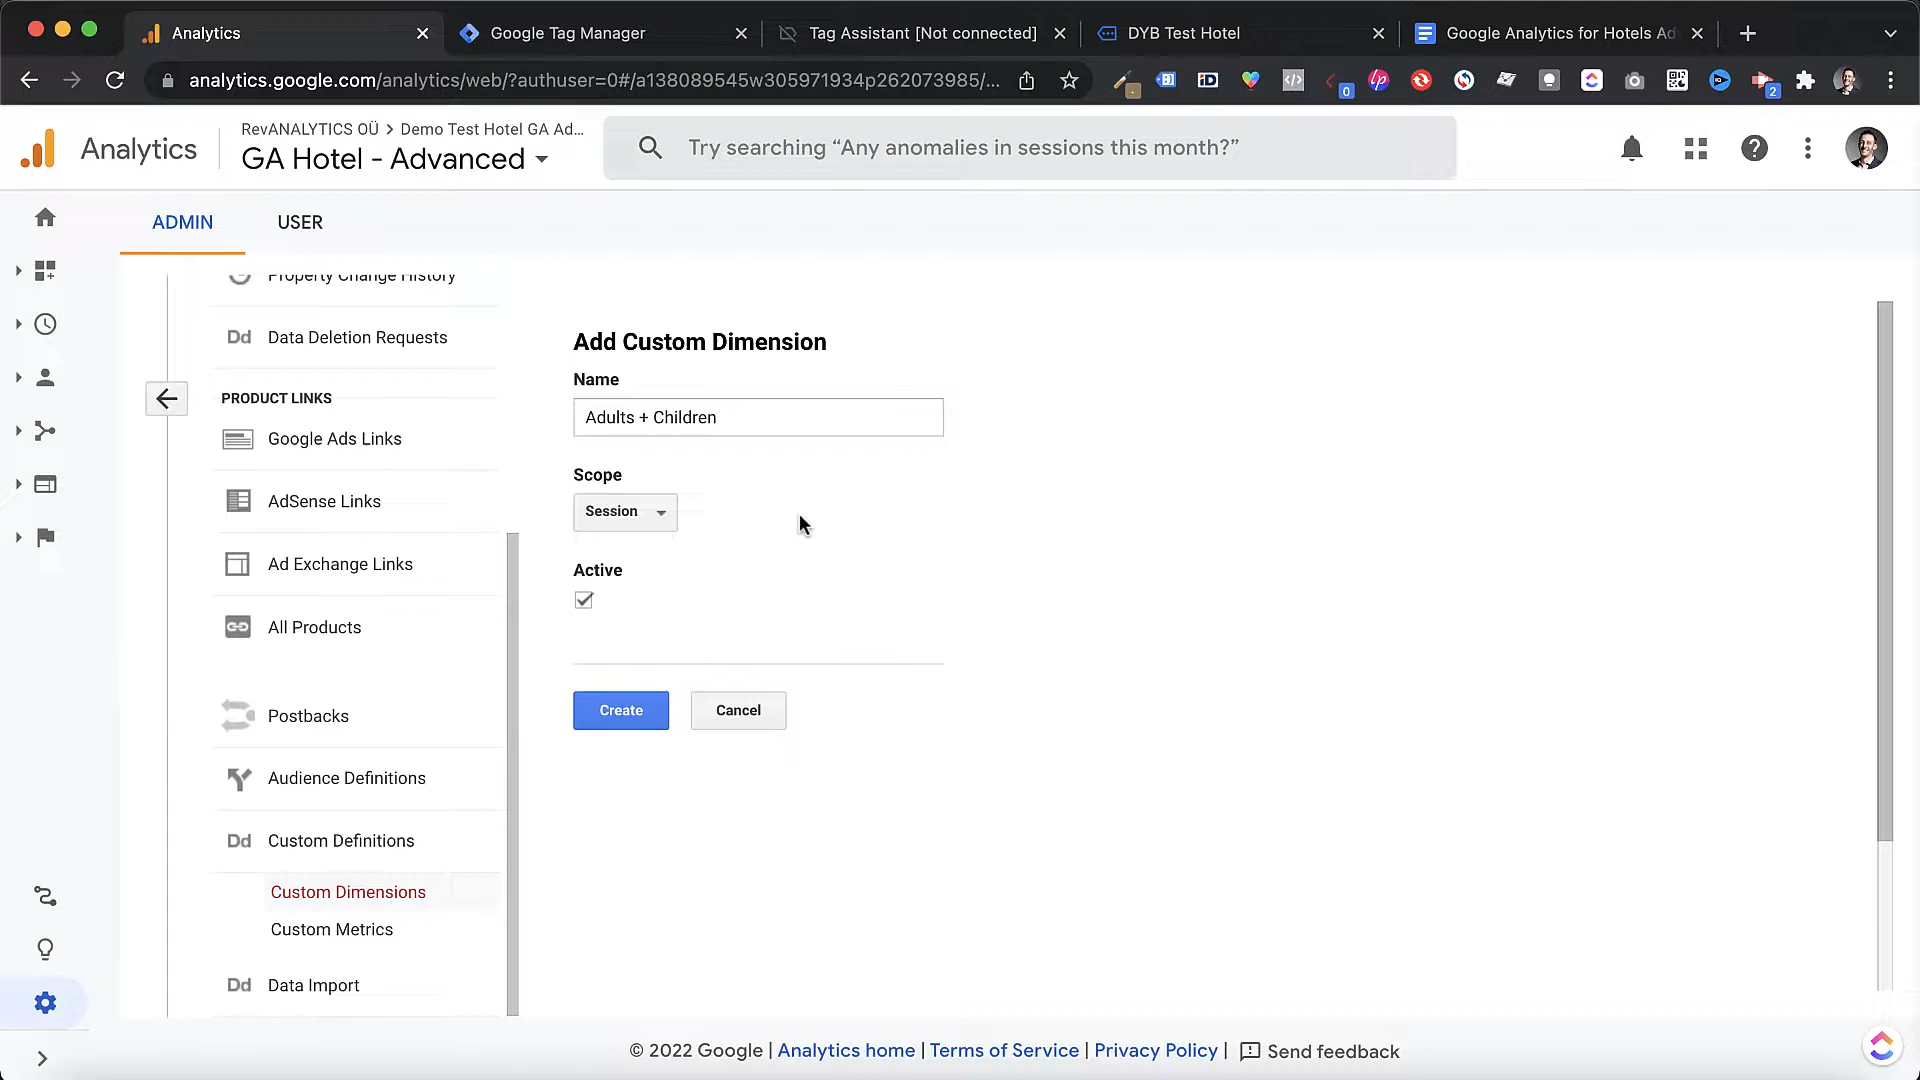 Analytics
Google Tag Manager
Tag Assistant [Not connected]
DYB Test Hotel
Google Analytics for Hotels Ad
analytics.google.com/analytics/web/?authuser=0#/a138089545w305971934p262073985/...
0
2
Analytics
RevANALYTICS OÜ > Demo Test Hotel GA Ad...
GA Hotel - Advanced
Try searching “Any anomalies in sessions this month?”
ADMIN
USER
Property Change History
Dd Data Deletion Requests
PRODUCT LINKS
Google Ads Links
AdSense Links
Ad Exchange Links
All Products
Postbacks
Audience Definitions
Dd Custom Definitions
Custom Dimensions
Custom Metrics
Dd Data Import
Add Custom Dimension
Name
Adults + Children
Scope
Session
Active
Create
Cancel
© 2022 Google | Analytics home | Terms of Service | Privacy Policy | Send feedback